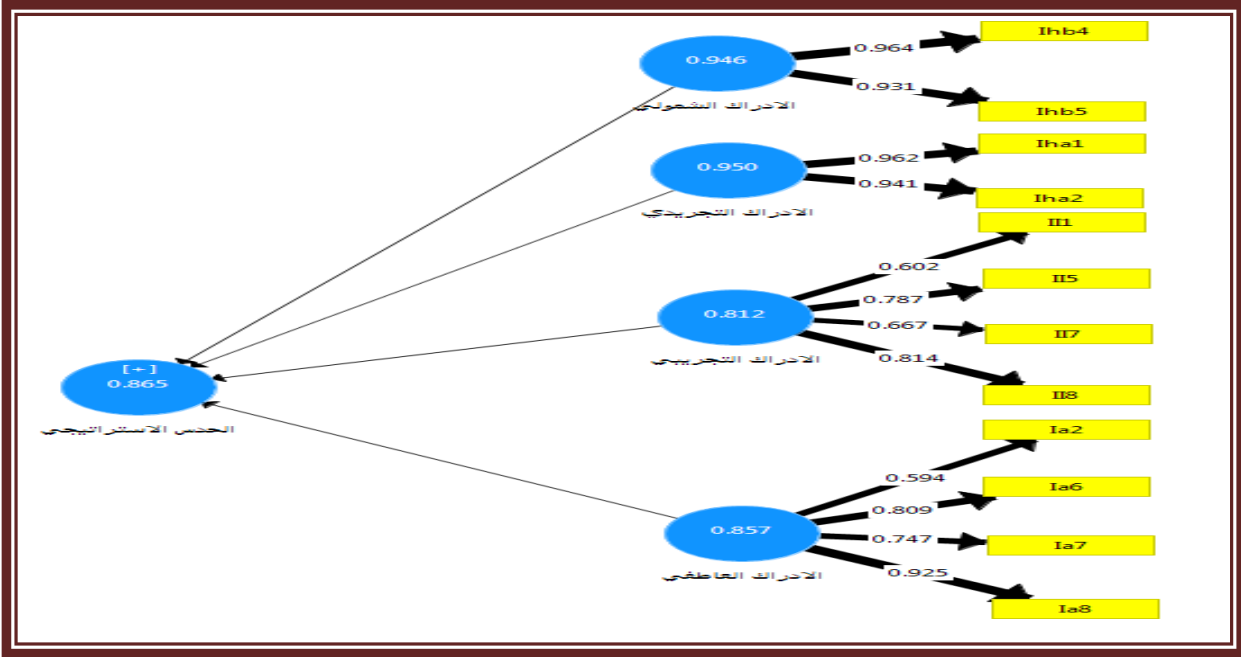 Ihb4
0.964
0.946
0.931
الادراك الشمولي
Ihb5
Iha1
0.962
0.950
0.941
Iha2
الادراك التجريدي
II1
0.602
II5
0.787
0.812
0.667
II7
الادراك التجريبي
0.814
II8
[+]
0.865
الحدس الاستراتيجي
Ia2
0.594
Ia6
0.809
0.857
0.747
Ia7
الادراك العاطفي
0.925
Ia8